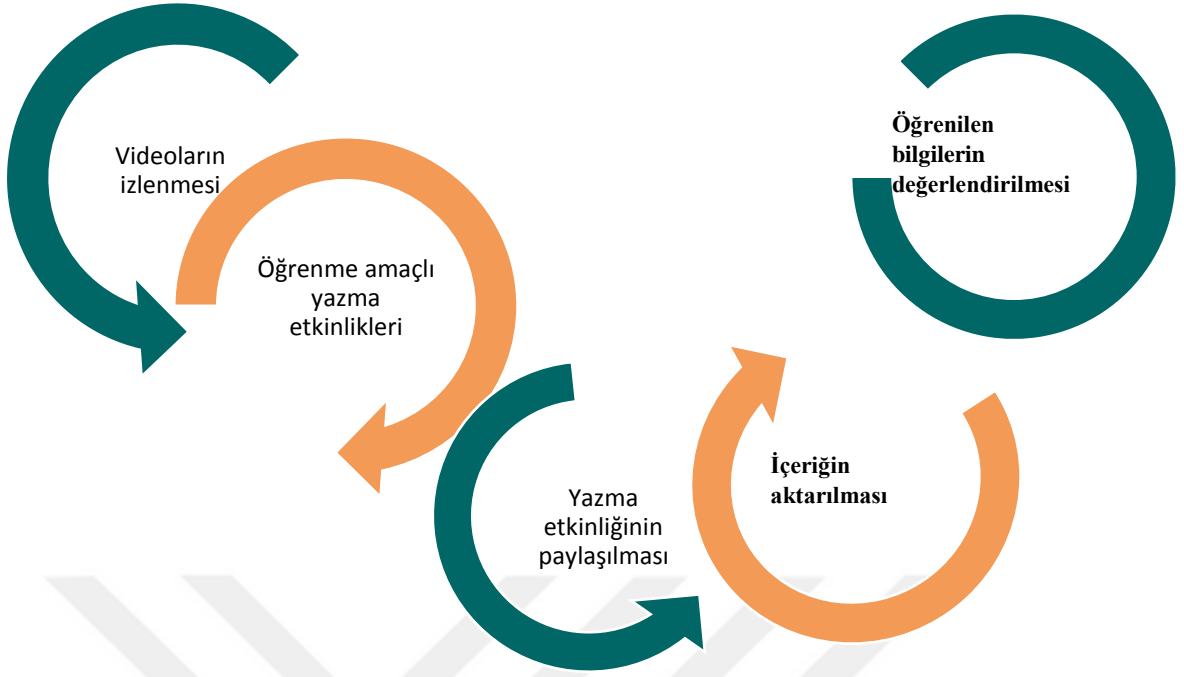 Videoların
izlenmesi
Öğrenme amaçlı
yazma
etkinlikleri
Yazma
etkinliğinin
paylaşılması
İçeriğin
aktarılması
Öğrenilen
bilgilerin
değerlendirilmesi